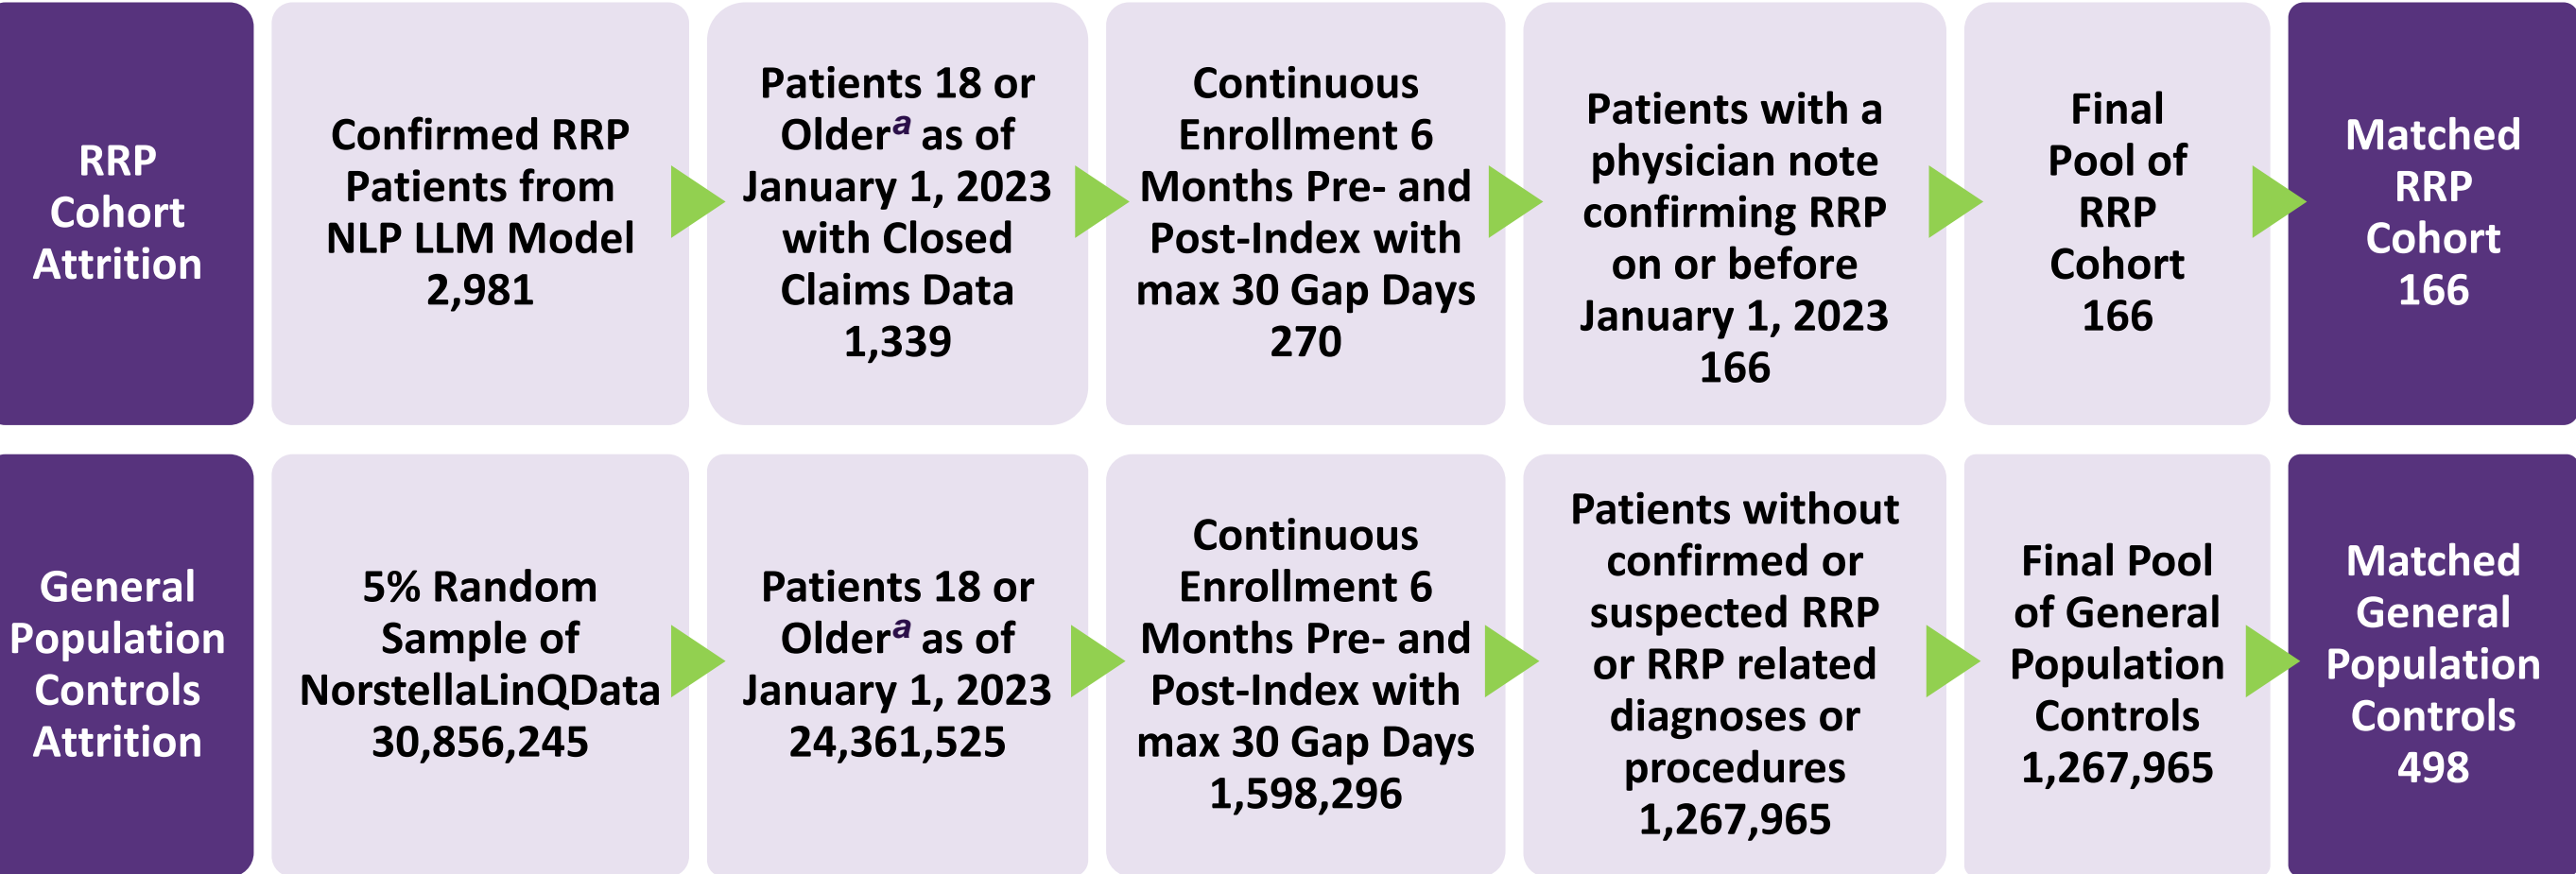 RRP
Cohort
Attrition
Confirmed RRP
Patients from
NLP LLM Model
2,981
Patients 18 or
Older^a as of
January 1, 2023
with Closed
Claims Data
1,339
Continuous
Enrollment 6
Months Pre- and
Post-Index with
max 30 Gap Days
270
Patients with a
physician note
confirming RRP
on or before
January 1, 2023
166
Final
Pool of
RRP
Cohort
166
Matched
RRP
Cohort
166
General
Population
Controls
Attrition
5% Random
Sample of
NorstellaLinQData
30,856,245
Patients 18 or
Older^a as of
January 1, 2023
24,361,525
Continuous
Enrollment 6
Months Pre- and
Post-Index with
max 30 Gap Days
1,598,296
Patients without
confirmed or
suspected RRP
or RRP related
diagnoses or
procedures
1,267,965
Final Pool
of General
Population
Controls
1,267,965
Matched
General
Population
Controls
498